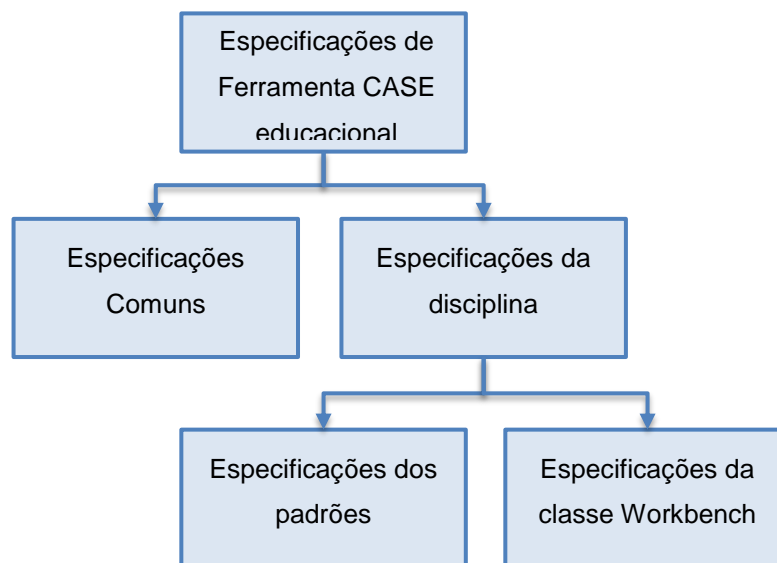 Especificações de
Ferramenta CASE
educacional
Especificações
Comuns
Especificações da
disciplina
Especificações dos
padrões
Especificações da
classe Workbench